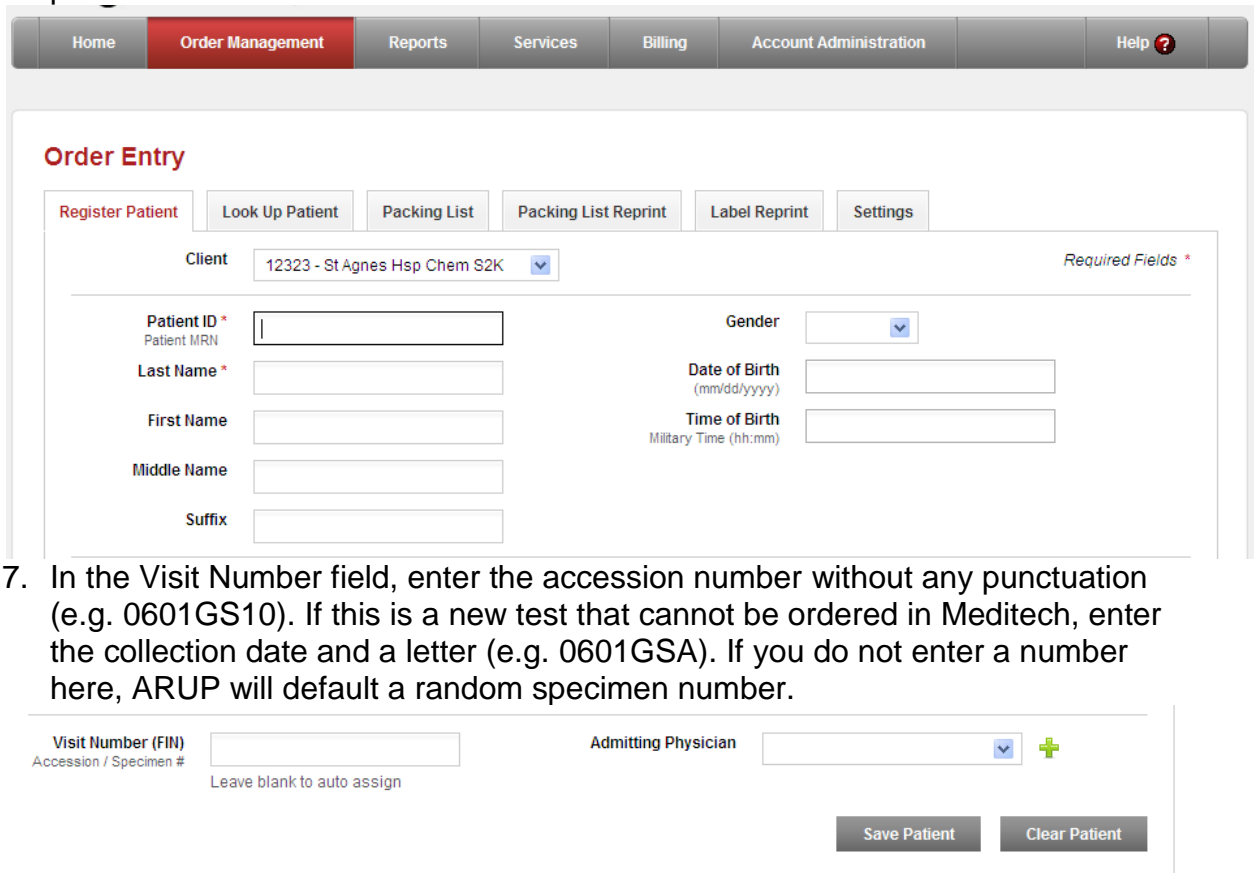 Home Order Management Reports Services Billing Account Administration Help ?
Order Entry
Register Patient Look Up Patient Packing List Packing List Reprint Label Reprint Settings
Client 12323 - St Agnes Hsp Chem S2K Required Fields *
Patient ID * Gender
Patient MRN
Last Name * Date of Birth
(mm/dd/yyyy)
First Name Time of Birth
Military Time (hh:mm)
Middle Name
Suffix
7. In the Visit Number field, enter the accession number without any punctuation
(e.g. 0601GS10). If this is a new test that cannot be ordered in Meditech, enter
the collection date and a letter (e.g. 0601GSA). If you do not enter a number
here, ARUP will default a random specimen number.
Visit Number (FIN) Admitting Physician
Accession / Specimen #
Leave blank to auto assign
Save Patient Clear Patient